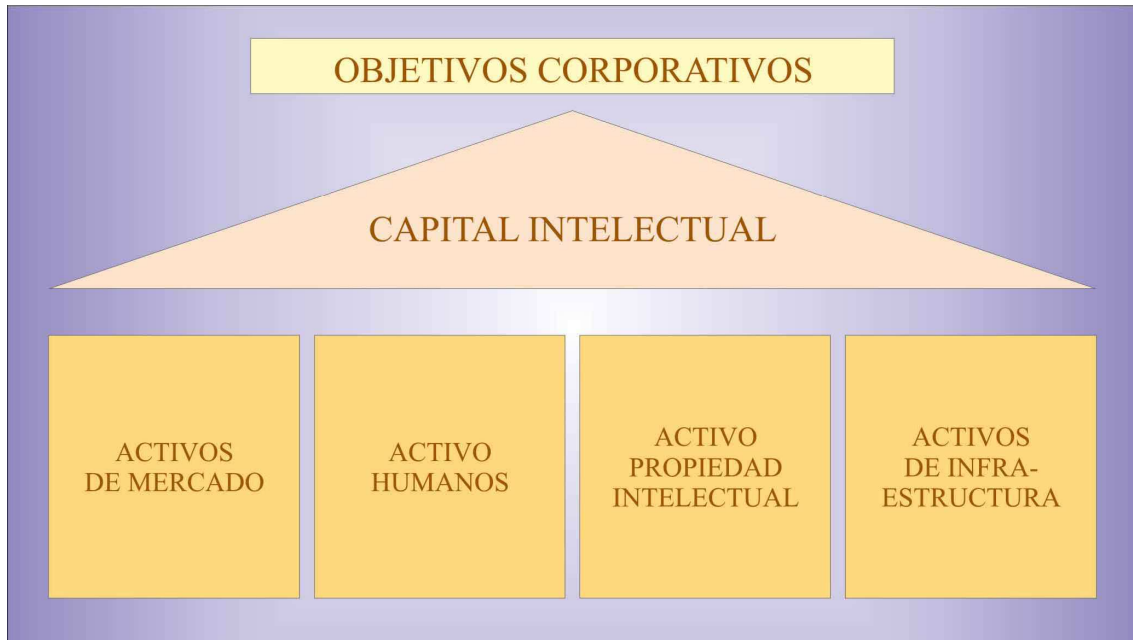 OBJETIVOS CORPORATIVOS
CAPITAL INTELECTUAL
ACTIVOS
DE MERCADO
ACTIVO
HUMANOS
ACTIVO
PROPIEDAD
INTELECTUAL
ACTIVOS
DE INFRA-
ESTRUCTURA